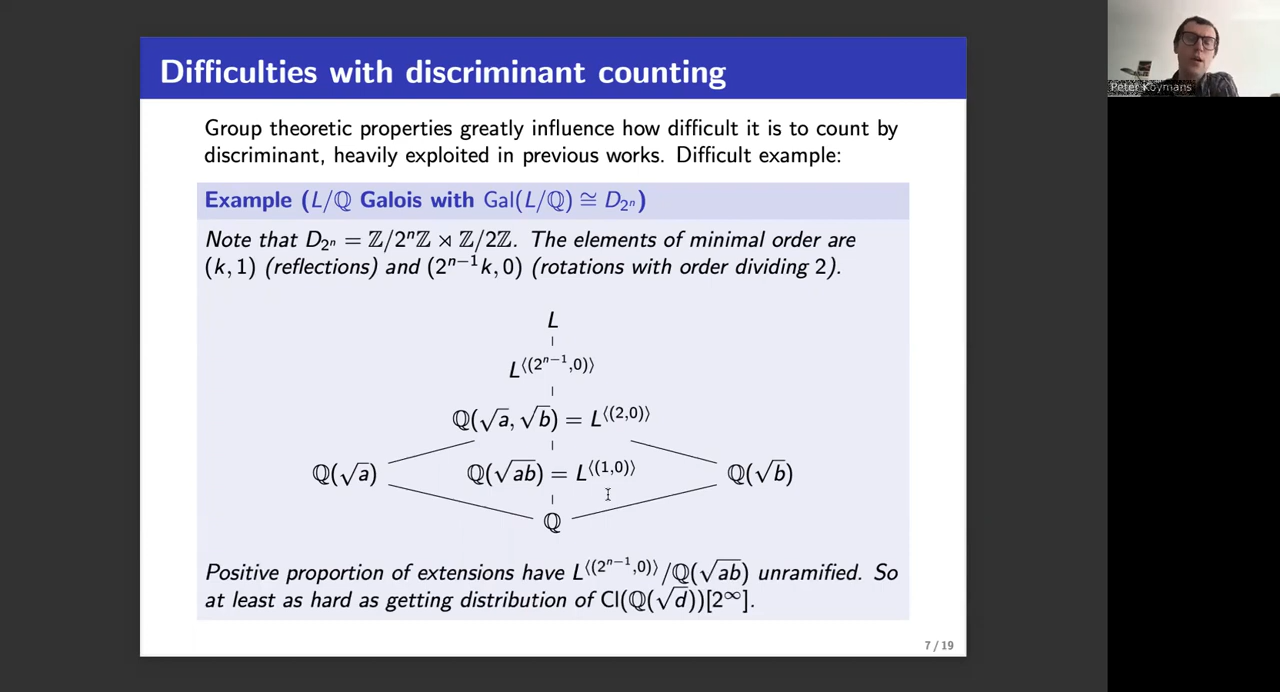 Difficulties with discriminant counting
Peter Koymans
Group theoretic properties greatly influence how difficult it is to count by
discriminant, heavily exploited in previous works. Difficult example:
Example (L/ℚ Galois with Gal(L/ℚ) ≅ D_{2^n})
Note that D_{2^n} = ℤ/2^nℤ ⋊ ℤ/2ℤ. The elements of minimal order are
(k, 1) (reflections) and (2^{n−1}k, 0) (rotations with order dividing 2).
L
L^{⟨(2^{n−1},0)⟩}
ℚ(√a, √b) = L^{⟨(2,0)⟩}
ℚ(√a) ℚ(√ab) = L^{⟨(1,0)⟩} ℚ(√b)
ℚ
Positive proportion of extensions have L^{⟨(2^{n−1},0)⟩}/ℚ(√ab) unramified. So
at least as hard as getting distribution of Cl(ℚ(√d))[2^∞].
7 / 19